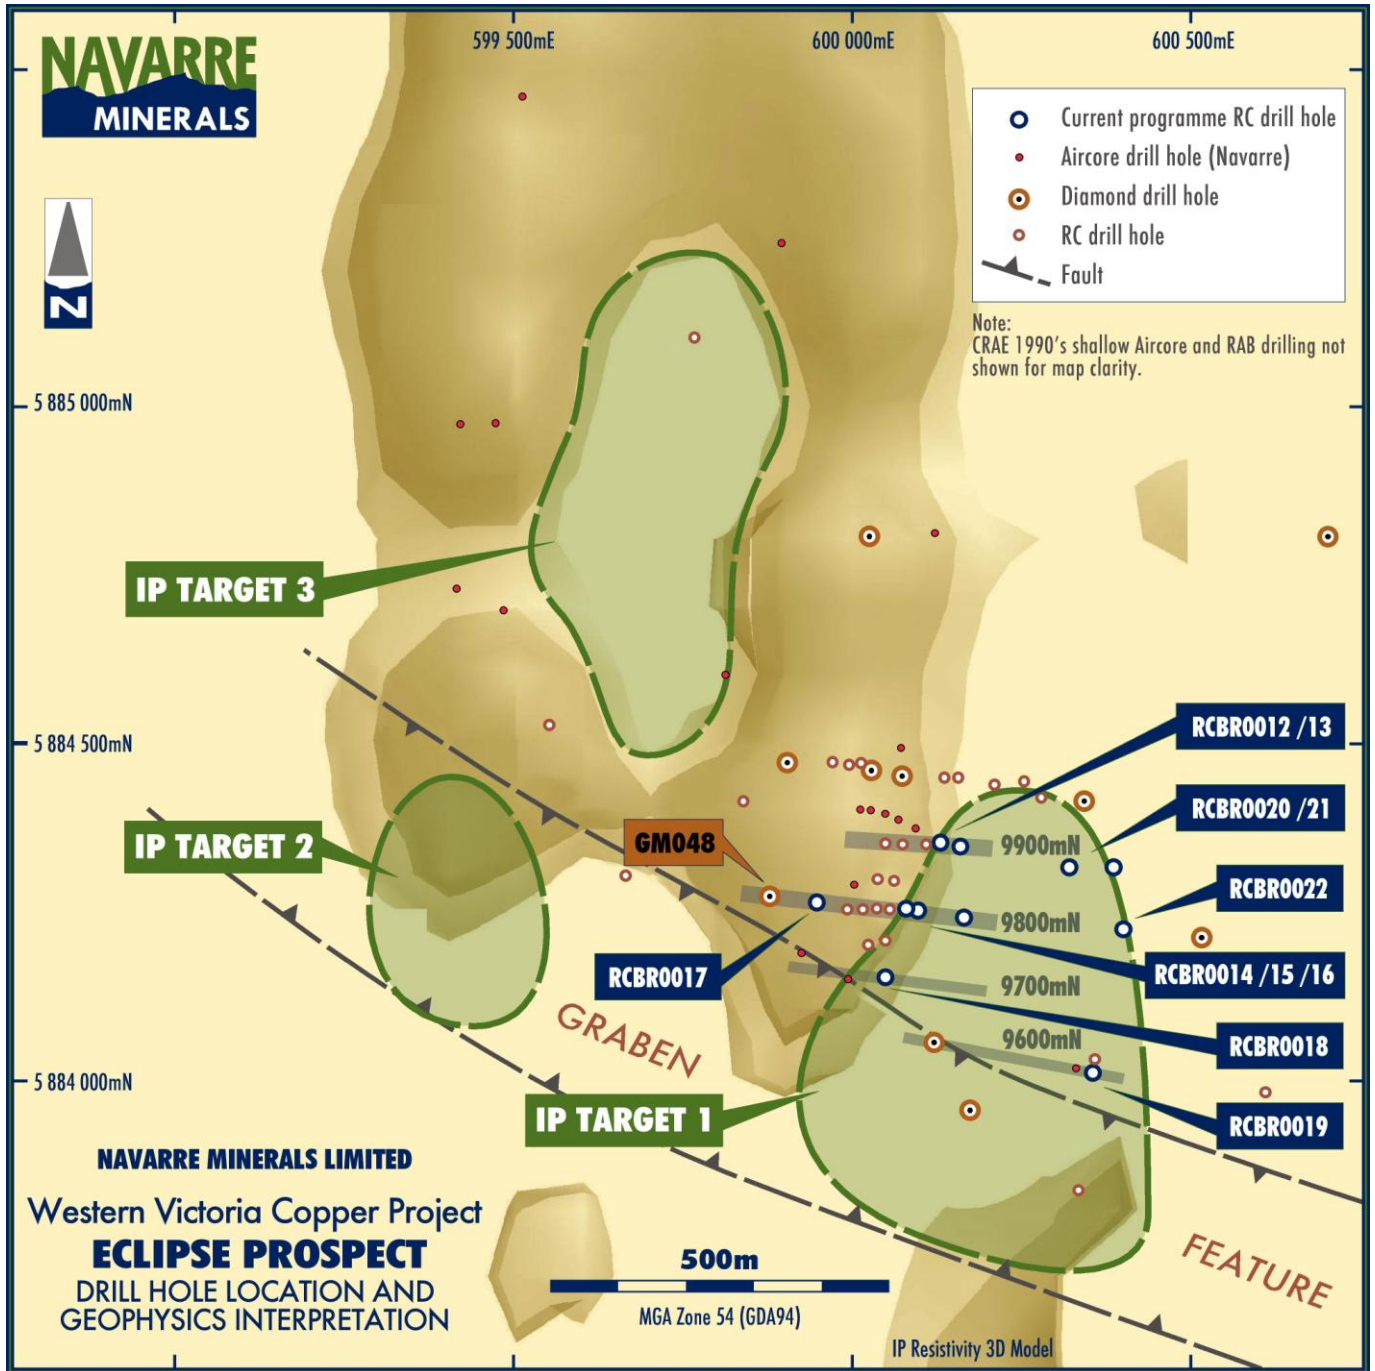 NAVARRE
MINERALS
599 500mE
600 000mE
600 500mE
Current programme RC drill hole
Aircore drill hole (Navarre)
Diamond drill hole
RC drill hole
Fault
Note:
CRAE 1990's shallow Aircore and RAB drilling not
shown for map clarity.
N
5 885 000mN
IP TARGET 3
5 884 500mN
RCBR0012 /13
RCBR0020 /21
IP TARGET 2
GM048
9900mN
RCBR0022
9800mN
RCBR0017
RCBR0014 /15 /16
9700mN
GRABEN
9600mN
RCBR0018
5 884 000mN
IP TARGET 1
RCBR0019
NAVARRE MINERALS LIMITED
Western Victoria Copper Project
ECLIPSE PROSPECT
DRILL HOLE LOCATION AND
GEOPHYSICS INTERPRETATION
500m
MGA Zone 54 (GDA94)
FEATURE
IP Resistivity 3D Model